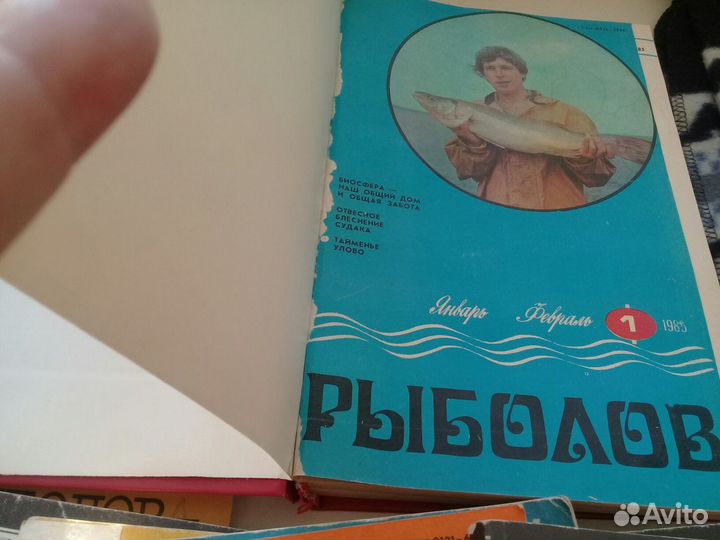 БИОСФЕРА —
НАШ ОБЩИЙ ДОМ
И ОБЩАЯ ЗАБОТА
ОТВЕСНОЕ
БЛЕСНЕНИЕ
СУДАКА
ТАЙМЕНЬЕ
УЛОВО
Январь Февраль 1 1985
РЫБОЛОВ
Avito